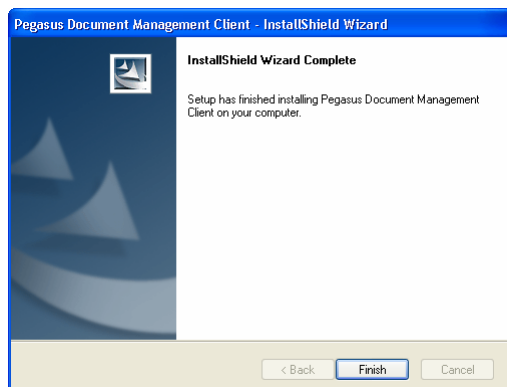 Pegasus Document Management Client - InstallShield Wizard
InstallShield Wizard Complete
Setup has finished installing Pegasus Document Management
Client on your computer.
< Back
Finish
Cancel